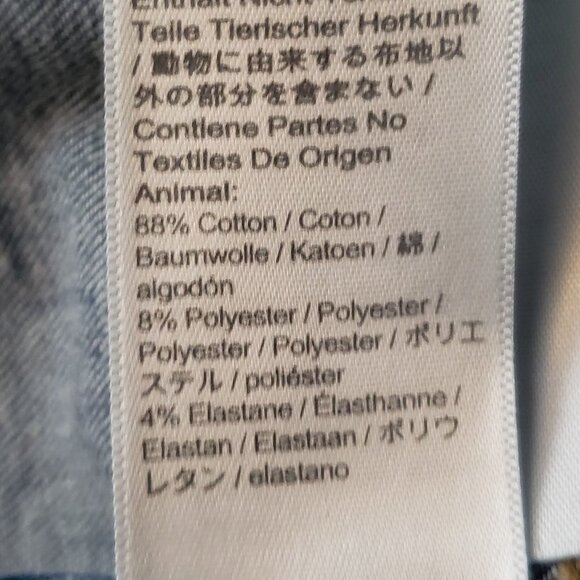 Enthält Nicht
Teile Tierischer Herkunft
/ 動物に由来する布地以
外の部分を含まない /
Contiene Partes No
Textiles De Origen
Animal:
88% Cotton / Coton /
Baumwolle / Katoen / 綿 /
algodón
8% Polyester / Polyester /
Polyester / Polyester / ポリエ
ステル / poliéster
4% Elastane / Élasthanne /
Elastan / Elastaan / ポリウ
レタン / elastano